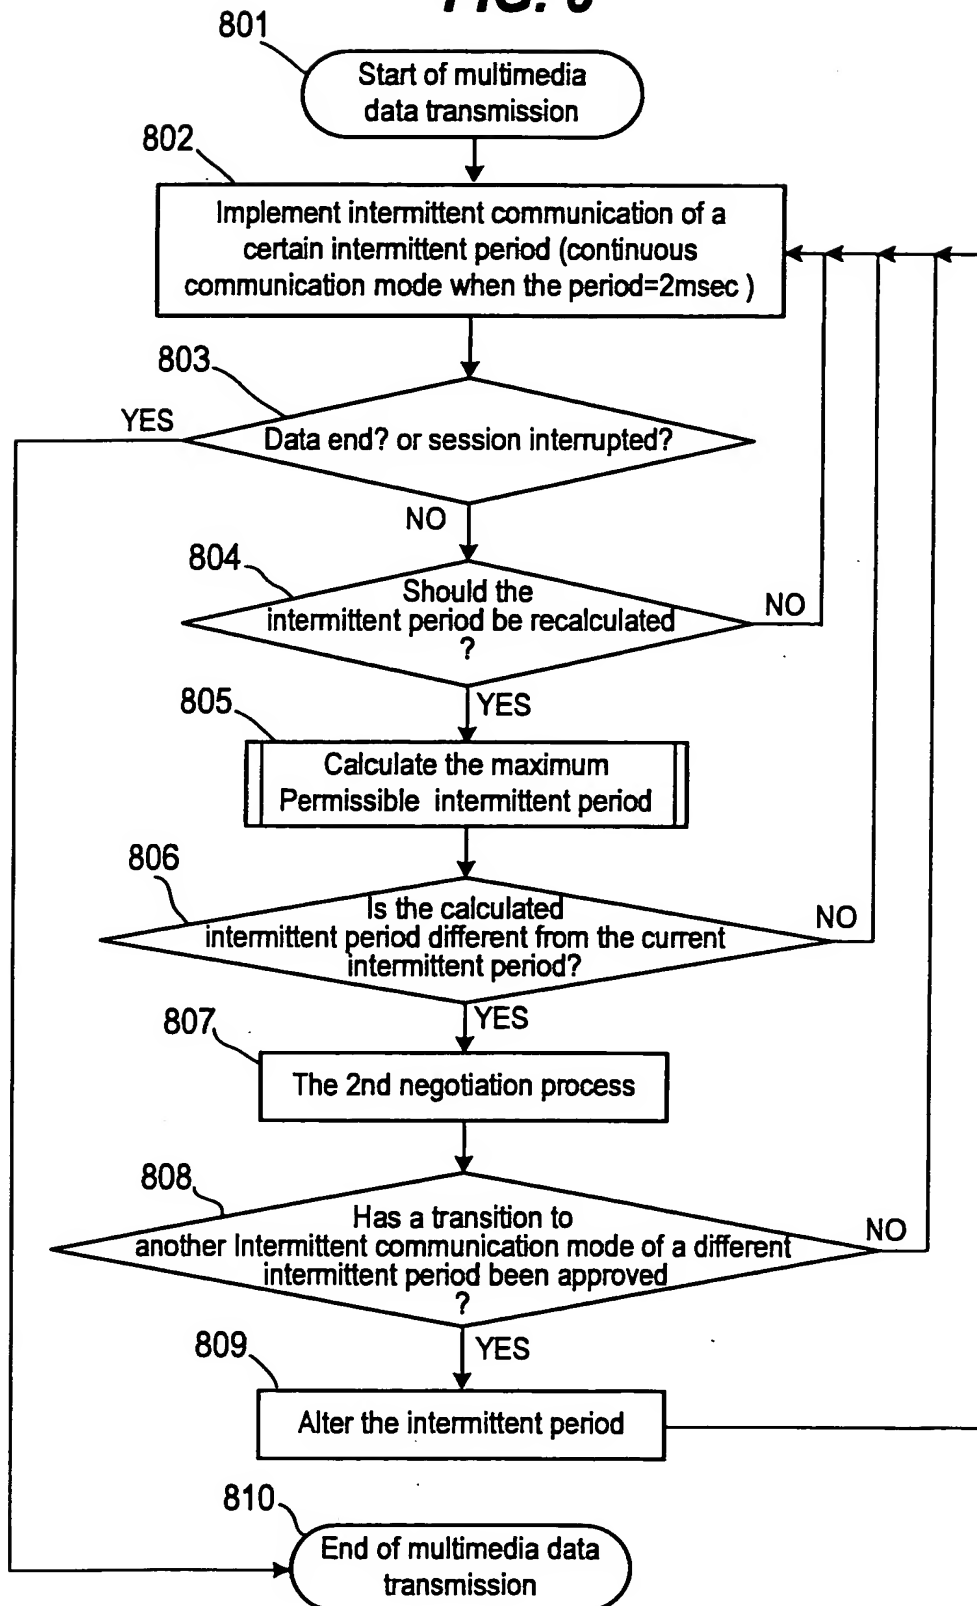 FIG.
801
Start of multimedia
data transmission
802
Implement intermittent communication of a
certain intermittent period (continuous
communication mode when the period=2msec )
803
YES
Data end? or session interrupted?
NO
804
Should the
intermittent period be recalculated
?
NO
YES
805
Calculate the maximum
Permissible intermittent period
806
Is the calculated
intermittent period different from the current
intermittent period?
NO
YES
807
The 2nd negotiation process
808
Has a transition to
another Intermittent communication mode of a different
intermittent period been approved
?
NO
YES
809
Alter the intermittent period
810
End of multimedia data
transmission